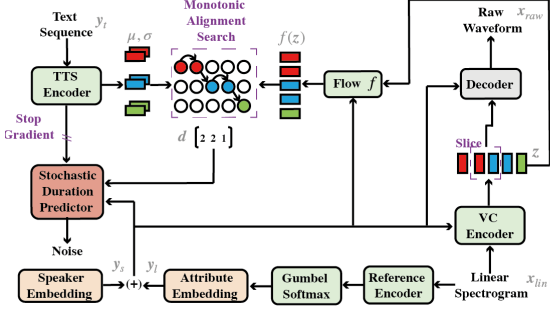 Text
Sequence
y_t
TTS
Encoder
μ, σ
Monotonic
Alignment
Search
f(z)
Flow f
Raw
Waveform
x_raw
Decoder
Stop
Gradient
d { 2 2 1 }
Slice
z
Stochastic
Duration
Predictor
VC
Encoder
Noise
Speaker
Embedding
y_s
(+)
y_l
Attribute
Embedding
Gumbel
Softmax
Reference
Encoder
Linear
Spectrogram
x_lin